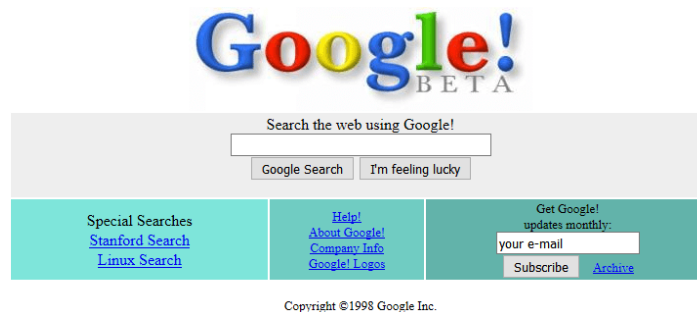 Google!
BETA
Search the web using Google!
Google Search
I'm feeling lucky
Special Searches
Stanford Search
Linux Search
Help!
About Google!
Company Info
Google! Logos
Get Google!
updates monthly:
your e-mail
Subscribe
Archive
Copyright ©1998 Google Inc.